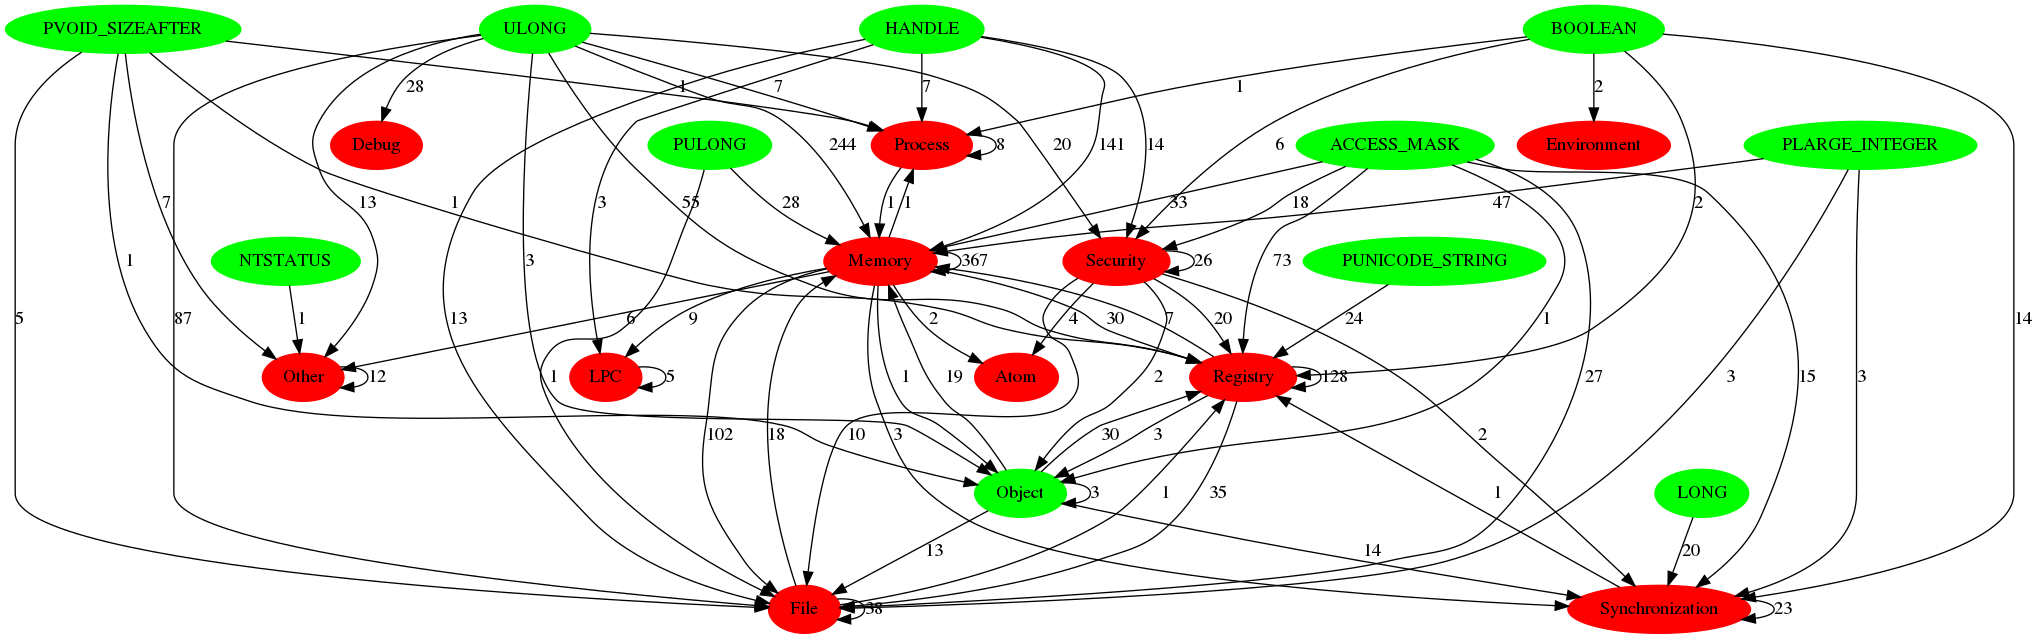 PVOID_SIZEAFTER ULONG HANDLE BOOLEAN
28 1 7 7 1 2
Debug PULONG Process 8 244 141 14 20 6 ACCESS_MASK Environment PLARGE_INTEGER
7 1 13 55 3 28 1 1 33 18 47 2
1 NTSTATUS 3 13 Memory 367 Security 26 73 PUNICODE_STRING
5 1 87 6 6 9 2 30 4 7 20 2 24 1 15 3 14
Other 12 1 LPC 5 1 19 Atom Registry 128 27 3
102 18 10 3 30 3 2
Object 3 1 35 1 LONG
13 14 20
File 38 Synchronization 23